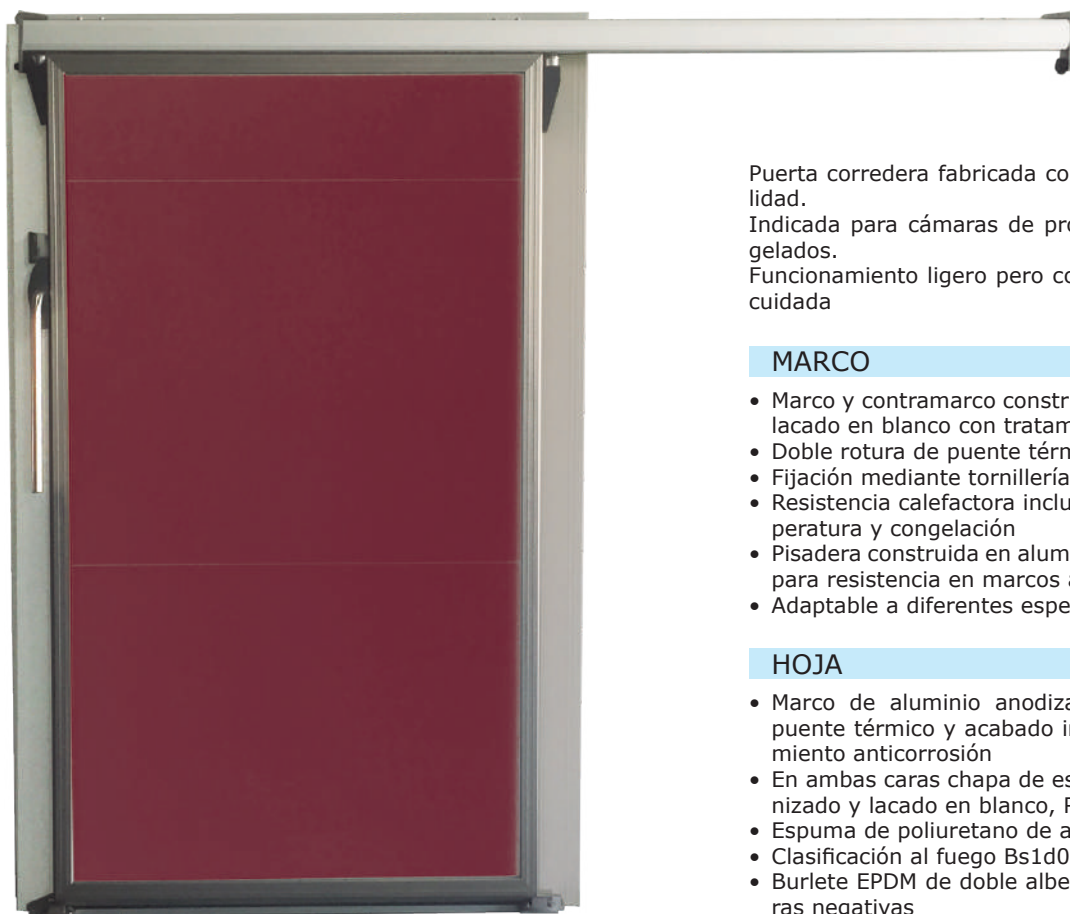 Puerta corredera fabricada co
lidad.
Indicada para cámaras de pro
gelados.
Funcionamiento ligero pero co
cuidada
MARCO
• Marco y contramarco constr
lacado en blanco con tratam
• Doble rotura de puente térm
• Fijación mediante tornillería
• Resistencia calefactora inclu
peratura y congelación
• Pisadera construida en alum
para resistencia en marcos a
• Adaptable a diferentes espe
HOJA
• Marco de aluminio anodiza
puente térmico y acabado in
miento anticorrosión
• En ambas caras chapa de es
nizado y lacado en blanco, P
• Espuma de poliuretano de a
• Clasificación al fuego Bs1d0
• Burlete EPDM de doble albe
ras negativas